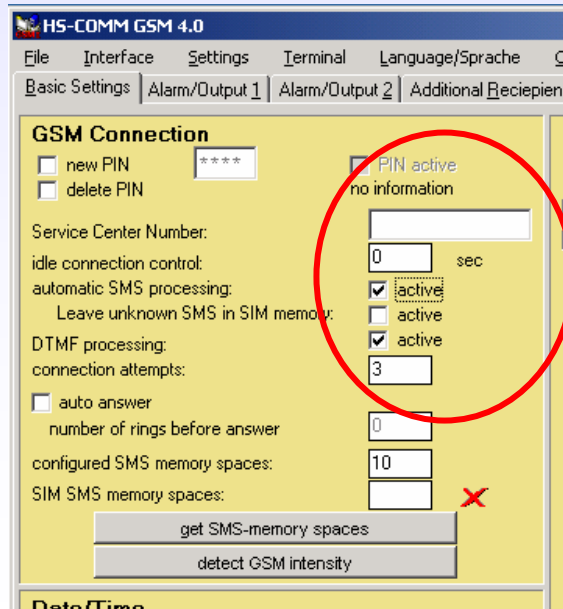 HS-COMM GSM 4.0
File Interface Settings Terminal Language/Sprache
Basic Settings Alarm/Output 1 Alarm/Output 2 Additional Reciepien
GSM Connection
new PIN **** PIN active
delete PIN no information
Service Center Number:
idle connection control: 0 sec
automatic SMS processing: active
Leave unknown SMS in SIM memory: active
DTMF processing: active
connection attempts: 3
auto answer
number of rings before answer 0
configured SMS memory spaces: 10
SIM SMS memory spaces:
get SMS-memory spaces
detect GSM intensity
Date/Time